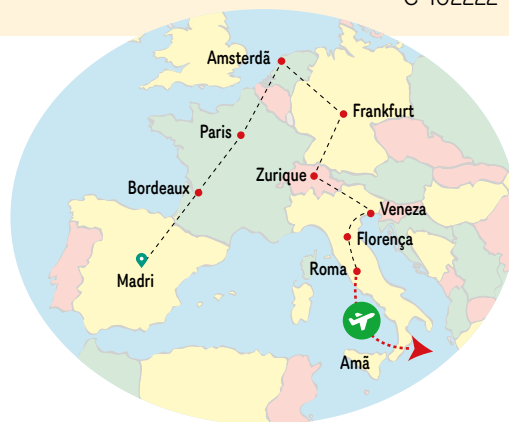 Amsterdã
Frankfurt
Paris
Zurique
Bordeaux
Veneza
Florença
Roma
Madri
Amã